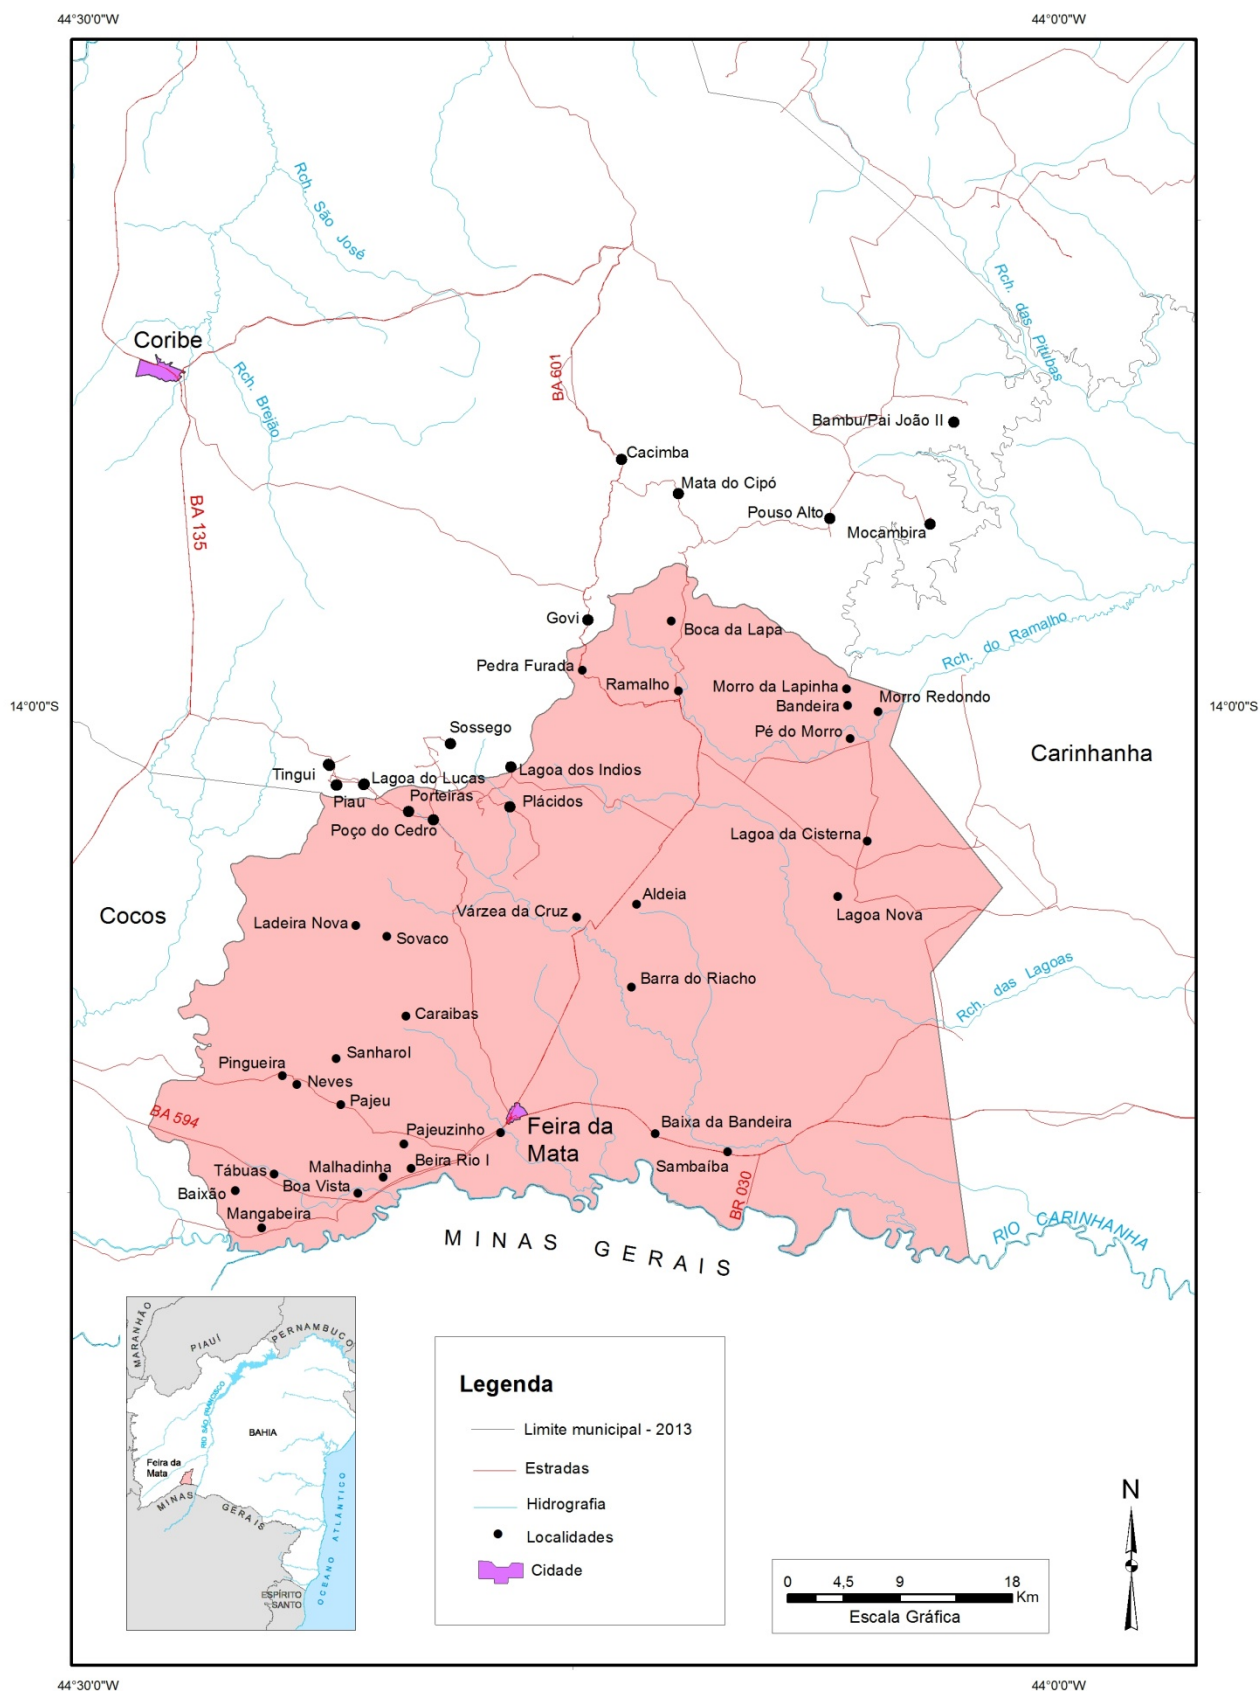 44°30'0"W
44°0'0"W
Rch. São José
Rch. das Pitubas
Coribe
Rch. Brejão
BA 601
Bambu/Pai João II
Cacimba
Mata do Cipó
BA 135
Pouso Alto
Mocambira
Govi
Boca da Lapa
Rch. do Ramalho
Pedra Furada
Ramalho
Morro da Lapinha
Morro Redondo
14°0'0"S
Bandeira
14°0'0"S
Sossego
Pé do Morro
Carinhanha
Tingui
Lagoa do Lucas
Lagoa dos Indios
Piau
Porteiras
Plácidos
Poço do Cedro
Lagoa da Cisterna
Cocos
Aldeia
Ladeira Nova
Várzea da Cruz
Lagoa Nova
Sovaco
Barra do Riacho
Rch. das Lagoas
Caraibas
Sanharol
Pingueira
Neves
Pajeu
BA 594
Pajeuzinho
Feira da
Mata
Baixa da Bandeira
Beira Rio I
Sambaíba
Tábuas
Malhadinha
Boa Vista
Baixão
BR 030
Mangabeira
RIO CARINHANHA
MINAS GERAIS
MARANHÃO
PIAUÍ
PERNAMBUCO
RIO SÃO FRANCISCO
BAHIA
Feira da
Mata
MINAS GERAIS
OCEANO ATLÂNTICO
ESPÍRITO
SANTO
Legenda
Limite municipal - 2013
Estradas
Hidrografia
Localidades
Cidade
N
0 4,5 9 18
Km
Escala Gráfica
44°30'0"W
44°0'0"W